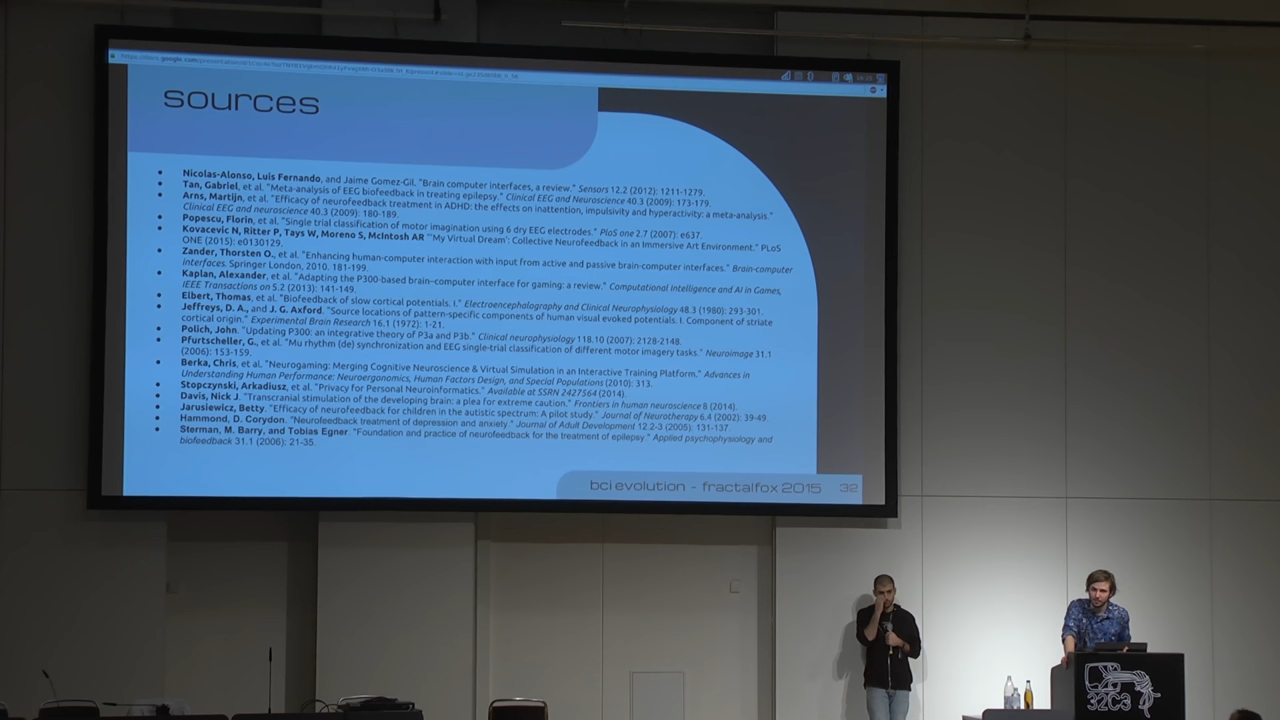 sources
Nicolas-Alonso, Luis Fernando, and Jaime Gomez-Gil. "Brain computer interfaces, a review." Sensors 12.2 (2012): 1211-1279.
Tan, Gabriel, et al. "Meta-analysis of EEG biofeedback in treating epilepsy." Clinical EEG and Neuroscience 40.3 (2009): 173-179.
Arns, Martijn, et al. "Efficacy of neurofeedback treatment in ADHD: the effects on inattention, impulsivity and hyperactivity: a meta-analysis."
Clinical EEG and neuroscience 40.3 (2009): 180-189.
Popescu, Florin, et al. "Single trial classification of motor imagination using 6 dry EEG electrodes." PloS one 2.7 (2007): e637.
Kovacevic N, Ritter P, Tays W, Moreno S, McIntosh AR "'My Virtual Dream': Collective Neurofeedback in an Immersive Art Environment." PLoS
ONE (2015): e0130129.
Zander, Thorsten O., et al. "Enhancing human-computer interaction with input from active and passive brain-computer interfaces." Brain-computer
interfaces. Springer London, 2010. 181-199.
Kaplan, Alexander, et al. "Adapting the P300-based brain–computer interface for gaming: a review." Computational Intelligence and AI in Games,
IEEE Transactions on 5.2 (2013): 141-149.
Elbert, Thomas, et al. "Biofeedback of slow cortical potentials. I." Electroencephalography and Clinical Neurophysiology 48.3 (1980): 293-301.
Jeffreys, D. A., and J. G. Axford. "Source locations of pattern-specific components of human visual evoked potentials. I. Component of striate
cortical origin." Experimental Brain Research 16.1 (1972): 1-21.
Polich, John. "Updating P300: an integrative theory of P3a and P3b." Clinical neurophysiology 118.10 (2007): 2128-2148.
Pfurtscheller, G., et al. "Mu rhythm (de) synchronization and EEG single-trial classification of different motor imagery tasks." Neuroimage 31.1
(2006): 153-159.
Berka, Chris, et al. "Neurogaming: Merging Cognitive Neuroscience & Virtual Simulation in an Interactive Training Platform." Advances in
Understanding Human Performance: Neuroergonomics, Human Factors Design, and Special Populations (2010): 313.
Stopczynski, Arkadiusz, et al. "Privacy for Personal Neuroinformatics." Available at SSRN 2427564 (2014).
Davis, Nick J. "Transcranial stimulation of the developing brain: a plea for extreme caution." Frontiers in human neuroscience 8 (2014).
Jarusiewicz, Betty. "Efficacy of neurofeedback for children in the autistic spectrum: A pilot study." Journal of Neurotherapy 6.4 (2002): 39-49.
Hammond, D. Corydon. "Neurofeedback treatment of depression and anxiety." Journal of Adult Development 12.2-3 (2005): 131-137.
Sterman, M. Barry, and Tobias Egner. "Foundation and practice of neurofeedback for the treatment of epilepsy." Applied psychophysiology and
biofeedback 31.1 (2006): 21-35.
bci evolution - fractalfox 2015 32
32C3